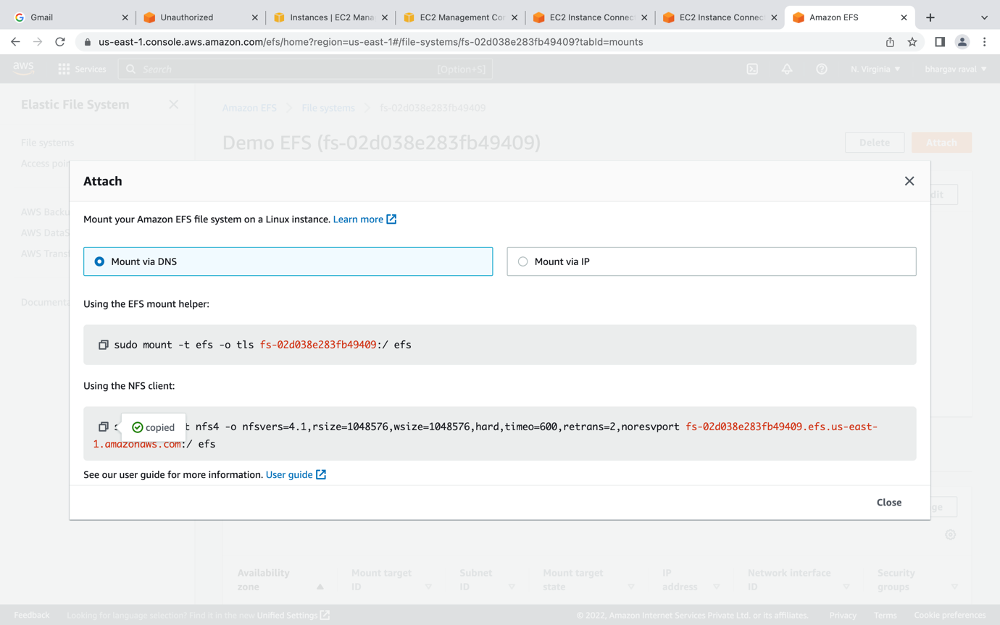 Gmail
Unauthorized
Instances | EC2 Mana
EC2 Management Cor
EC2 Instance Connect
EC2 Instance Connect
Amazon EFS
us-east-1.console.aws.amazon.com/efs/home?region=us-east-1#/file-systems/fs-02d038e283fb49409?tabId=mounts
aws
Services
Search
[Option+S]
N. Virginia
bhargav raval
Elastic File System
Amazon EFS
File systems
fs-02d038e283fb49409
File systems
Demo EFS (fs-02d038e283fb49409)
Delete
Attach
Access poin
Attach
dit
Mount your Amazon EFS file system on a Linux instance. Learn more
AWS Backu
AWS DataS
AWS Transf
Mount via DNS
Mount via IP
Documenta
Using the EFS mount helper:
sudo mount -t efs -o tls fs-02d038e283fb49409:/ efs
Using the NFS client:
copied
t nfs4 -o nfsvers=4.1,rsize=1048576,wsize=1048576,hard,timeo=600,retrans=2,noresvport fs-02d038e283fb49409.efs.us-east-
1.amazonaws.com:/ efs
See our user guide for more information. User guide
Close
ge
Availability zone
Mount target ID
Subnet ID
Mount target state
IP address
Network interface ID
Security groups
Feedback
Looking for language selection? Find it in the new Unified Settings
© 2022, Amazon Internet Services Private Ltd. or its affiliates.
Privacy
Terms
Cookie preferences